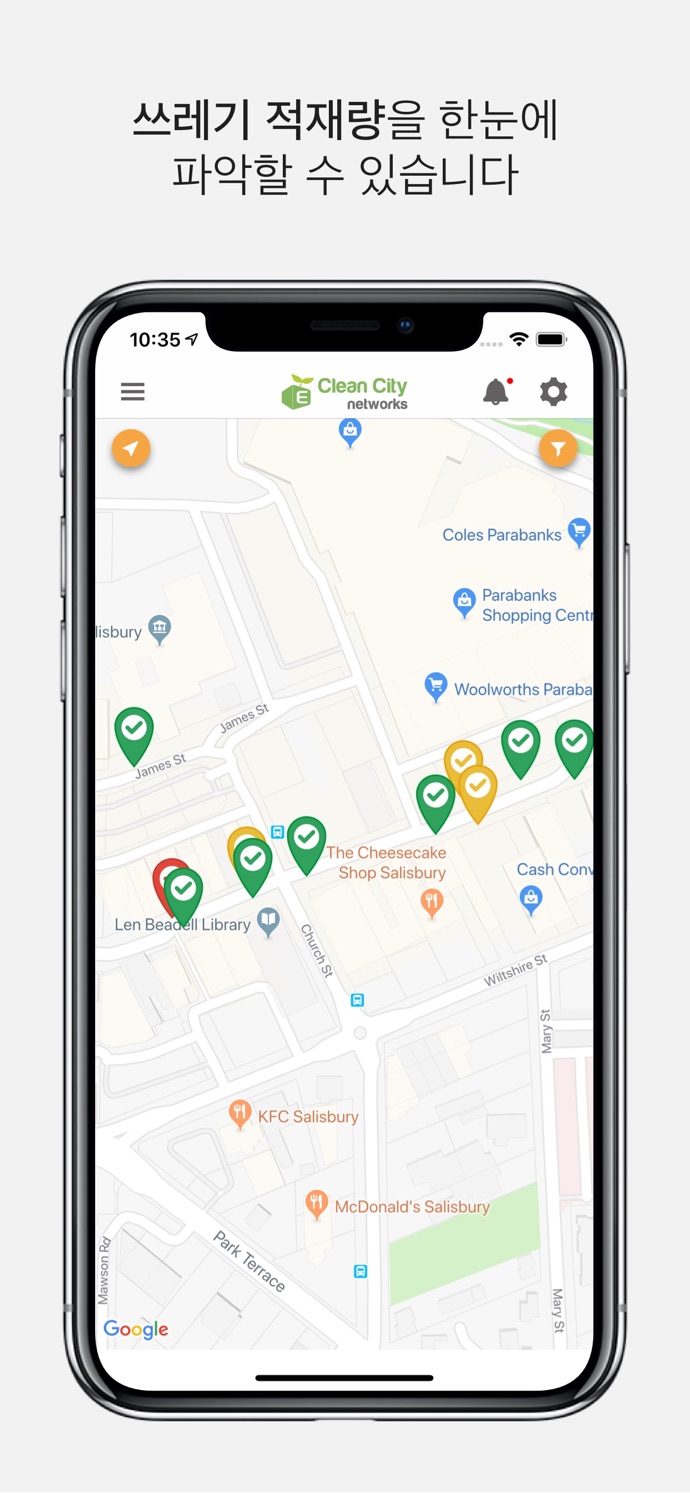 쓰레기 적재량을 한눈에
파악할 수 있습니다
10:35
E
Clean City
networks
Coles Parabanks
Parabanks
Shopping Centr
lisbury
Woolworths Paraba
James St
James St
The Cheesecake
Shop Salisbury
Cash Conv
Len Beadell Library
Church St
Wiltshire St
Mary St
KFC Salisbury
McDonald's Salisbury
Park Terrace
Mawson Rd
Mary St
Google